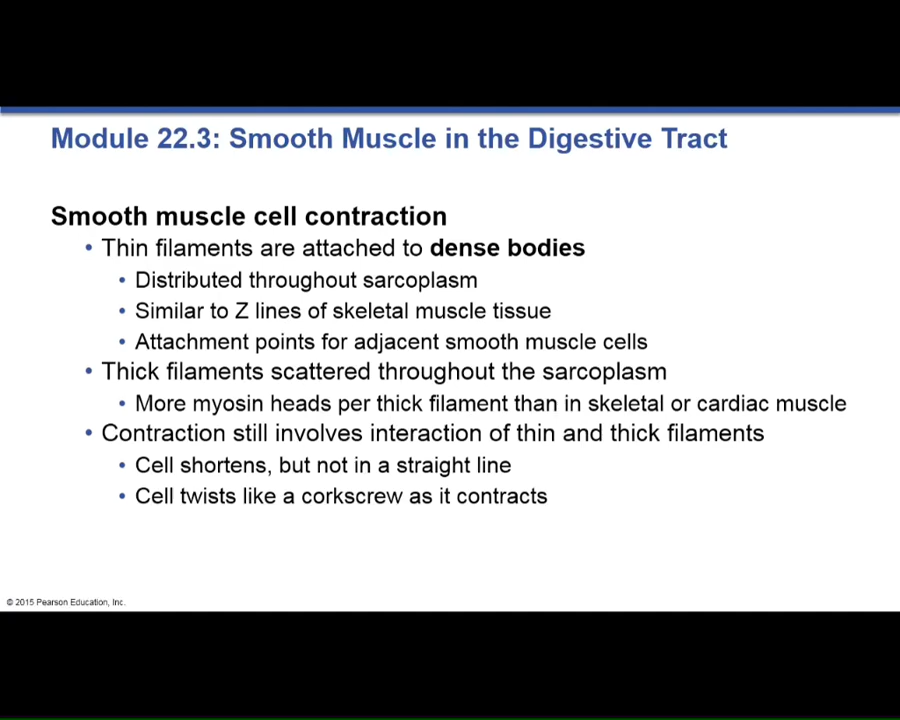 Module 22.3: Smooth Muscle in the Digestive Tract
Smooth muscle cell contraction
• Thin filaments are attached to dense bodies
• Distributed throughout sarcoplasm
• Similar to Z lines of skeletal muscle tissue
• Attachment points for adjacent smooth muscle cells
• Thick filaments scattered throughout the sarcoplasm
• More myosin heads per thick filament than in skeletal or cardiac muscle
• Contraction still involves interaction of thin and thick filaments
• Cell shortens, but not in a straight line
• Cell twists like a corkscrew as it contracts
© 2015 Pearson Education, Inc.